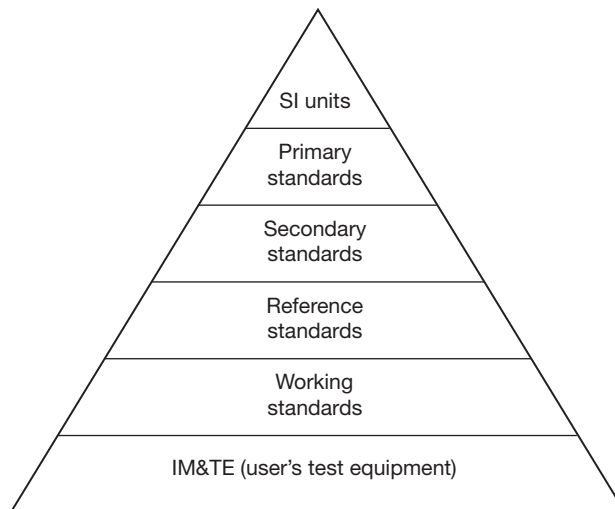 SI units
Primary
standards
Secondary
standards
Reference
standards
Working
standards
IM&TE (user’s test equipment)